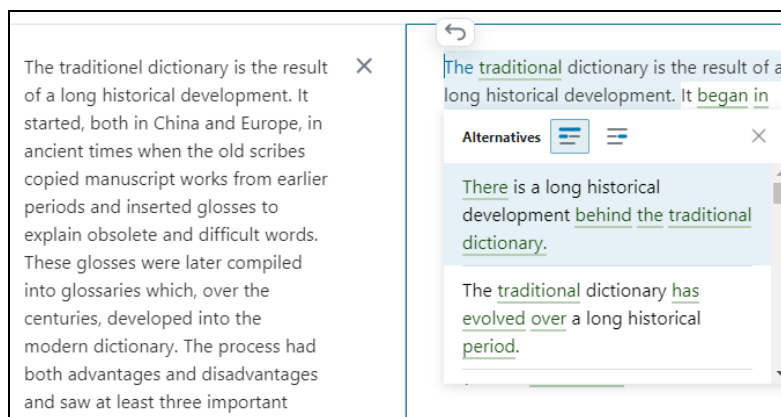 The traditionel dictionary is the result
of a long historical development. It
started, both in China and Europe, in
ancient times when the old scribes
copied manuscript works from earlier
periods and inserted glosses to
explain obsolete and difficult words.
These glosses were later compiled
into glossaries which, over the
centuries, developed into the
modern dictionary. The process had
both advantages and disadvantages
and saw at least three important
The traditional dictionary is the result of a
long historical development. It began in
Alternatives
There is a long historical
development behind the traditional
dictionary.
The traditional dictionary has
evolved over a long historical
period.